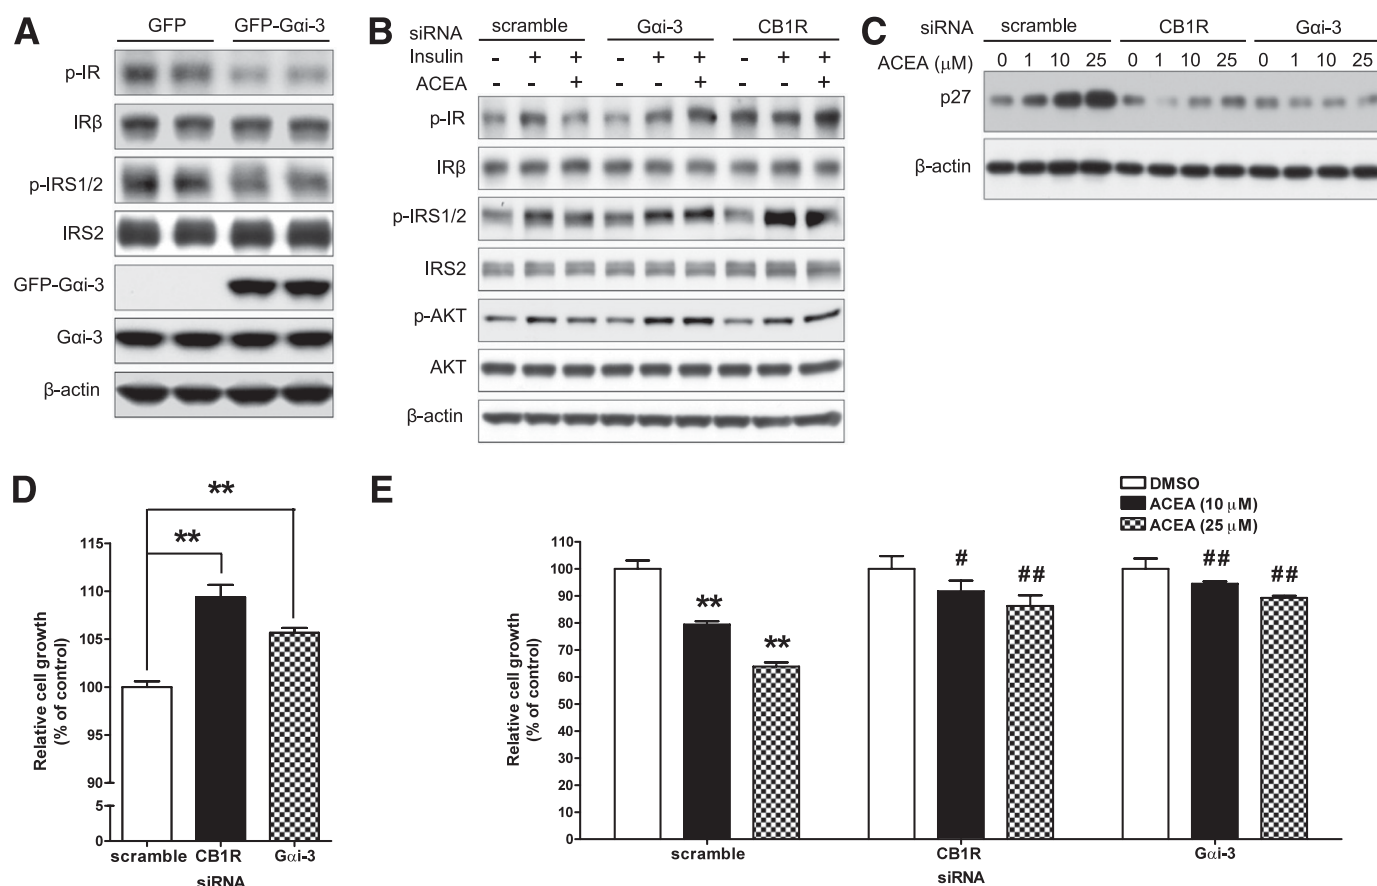 A
GFP GFP-Gαi-3
p-IR
IRβ
p-IRS1/2
IRS2
GFP-Gαi-3
Gαi-3
β-actin
B
siRNA scramble Gαi-3 CB1R
Insulin - + + - + + - + +
ACEA - - + - - + - - +
p-IR
IRβ
p-IRS1/2
IRS2
p-AKT
AKT
β-actin
C
siRNA scramble CB1R Gαi-3
ACEA (μM) 0 1 10 25 0 1 10 25 0 1 10 25
p27
β-actin
D
**
**
Relative cell growth
(% of control)
115
110
105
100
95
90
5
0
scramble CB1R Gαi-3
siRNA
E
DMSO
ACEA (10 μM)
ACEA (25 μM)
Relative cell growth
(% of control)
110
100
90
80
70
60
50
40
30
20
10
0
**
**
#
##
##
##
scramble CB1R Gαi-3
siRNA